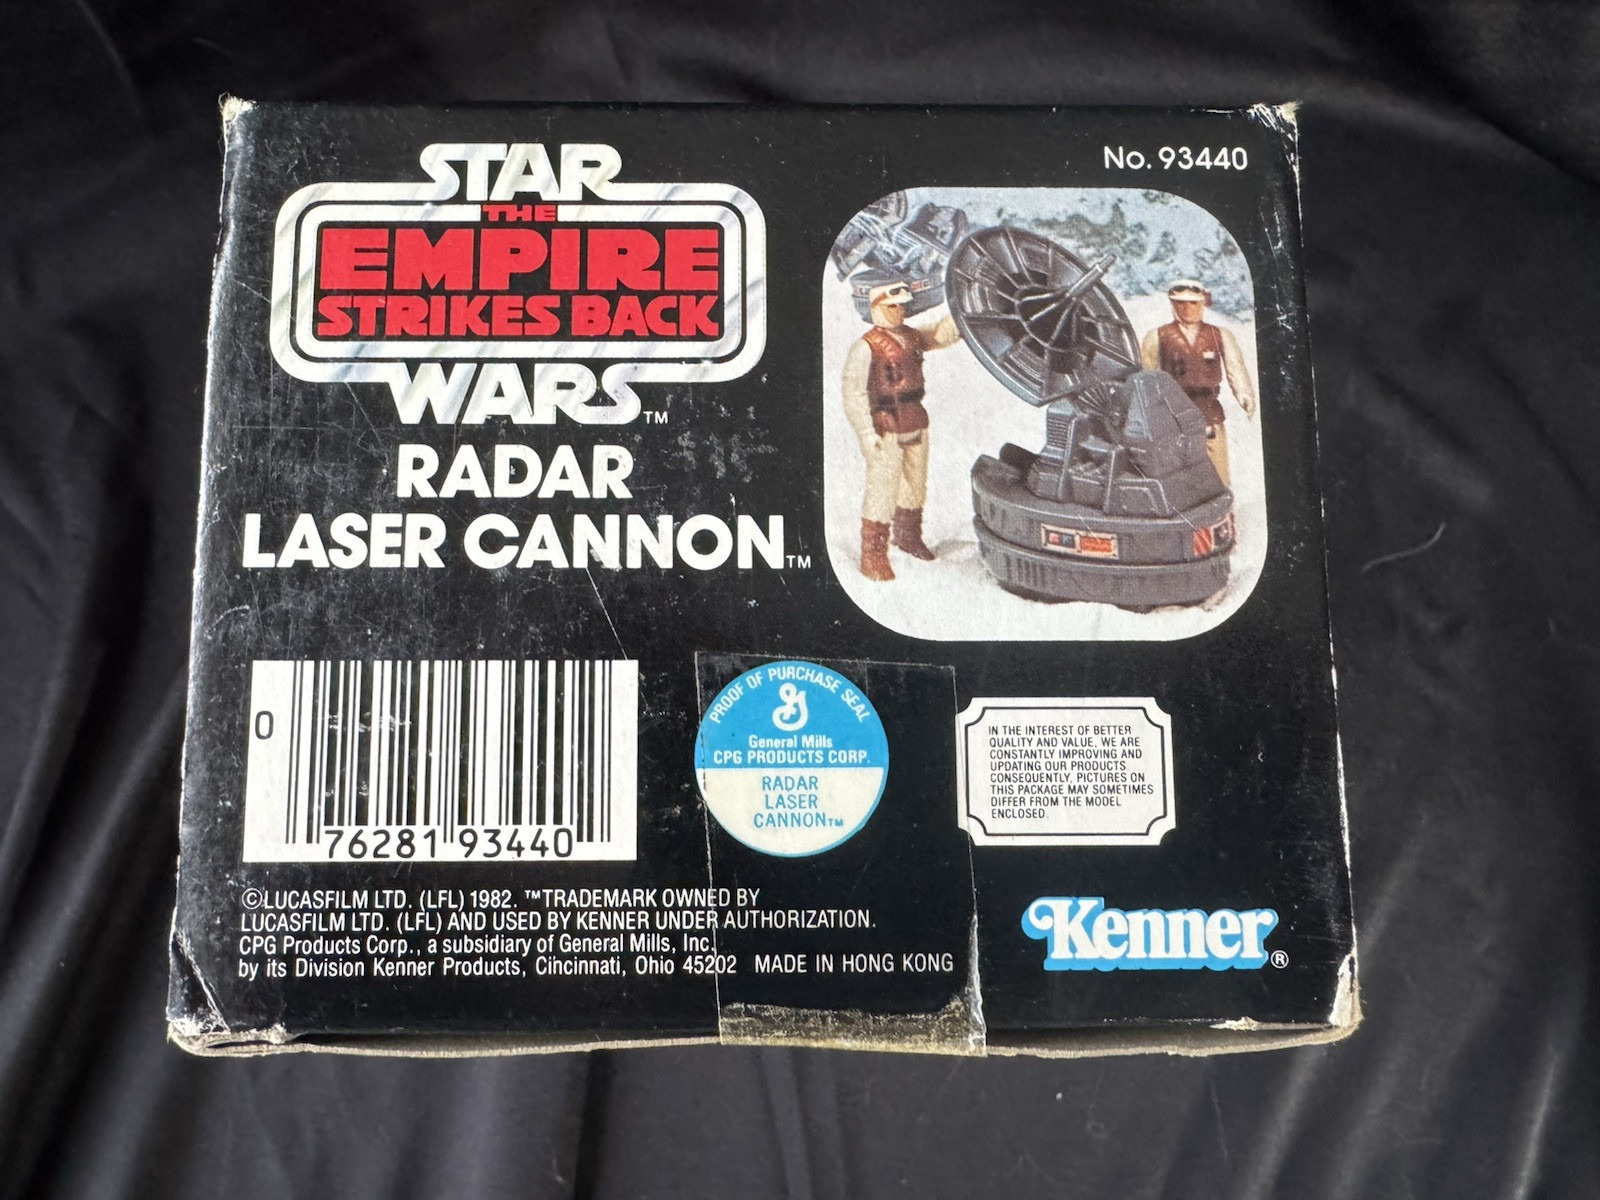 STAR
THE
EMPIRE
STRIKES BACK
WARS™
RADAR
LASER CANNON™
No. 93440
0
76281 93440
PROOF OF PURCHASE SEAL
General Mills
CPG PRODUCTS CORP.
RADAR
LASER
CANNON™
IN THE INTEREST OF BETTER
QUALITY AND VALUE, WE ARE
CONSTANTLY IMPROVING AND
UPDATING OUR PRODUCTS.
CONSEQUENTLY, PICTURES ON
THIS PACKAGE MAY SOMETIMES
DIFFER FROM THE MODEL
ENCLOSED.
©LUCASFILM LTD. (LFL) 1982. ™TRADEMARK OWNED BY
LUCASFILM LTD. (LFL) AND USED BY KENNER UNDER AUTHORIZATION.
CPG Products Corp., a subsidiary of General Mills, Inc.
by its Division Kenner Products, Cincinnati, Ohio 45202 MADE IN HONG KONG
Kenner®